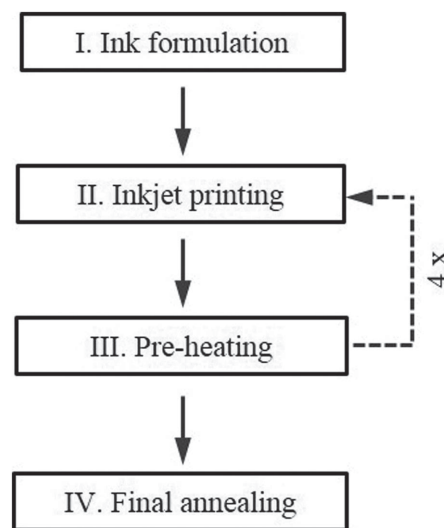 I. Ink formulation
II. Inkjet printing
4 x
III. Pre-heating
IV. Final annealing